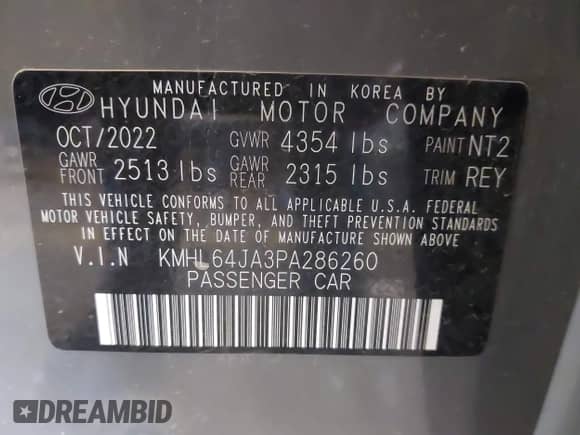 MANUFACTURED IN KOREA BY
HYUNDAI MOTOR COMPANY
OCT/2022 GVWR 4354 lbs PAINT NT2
GAWR FRONT 2513 lbs GAWR REAR 2315 lbs TRIM REY
THIS VEHICLE CONFORMS TO ALL APPLICABLE U.S.A. FEDERAL
MOTOR VEHICLE SAFETY, BUMPER, AND THEFT PREVENTION STANDARDS
IN EFFECT ON THE DATE OF MANUFACTURE SHOWN ABOVE.
V.I.N KMHL64JA3PA286260
PASSENGER CAR
DREAMBID